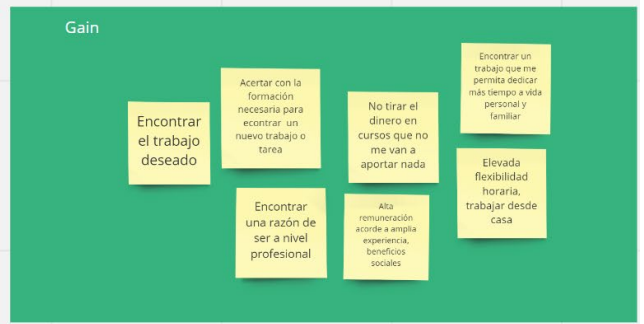 Gain
Encontrar
el trabajo
deseado
Acertar con la
formación
necesaria para
econtrar un
nuevo trabajo o
tarea
Encontrar
una razón de
ser a nivel
profesional
No tirar el
dinero en
cursos que no
me van a
aportar nada
Alta
remuneración
acorde a amplia
experiencia,
beneficios
sociales
Encontrar un
trabajo que me
permita dedicar
más tiempo a vida
personal y
familiar
Elevada
flexibilidad
horaria,
trabajar desde
casa